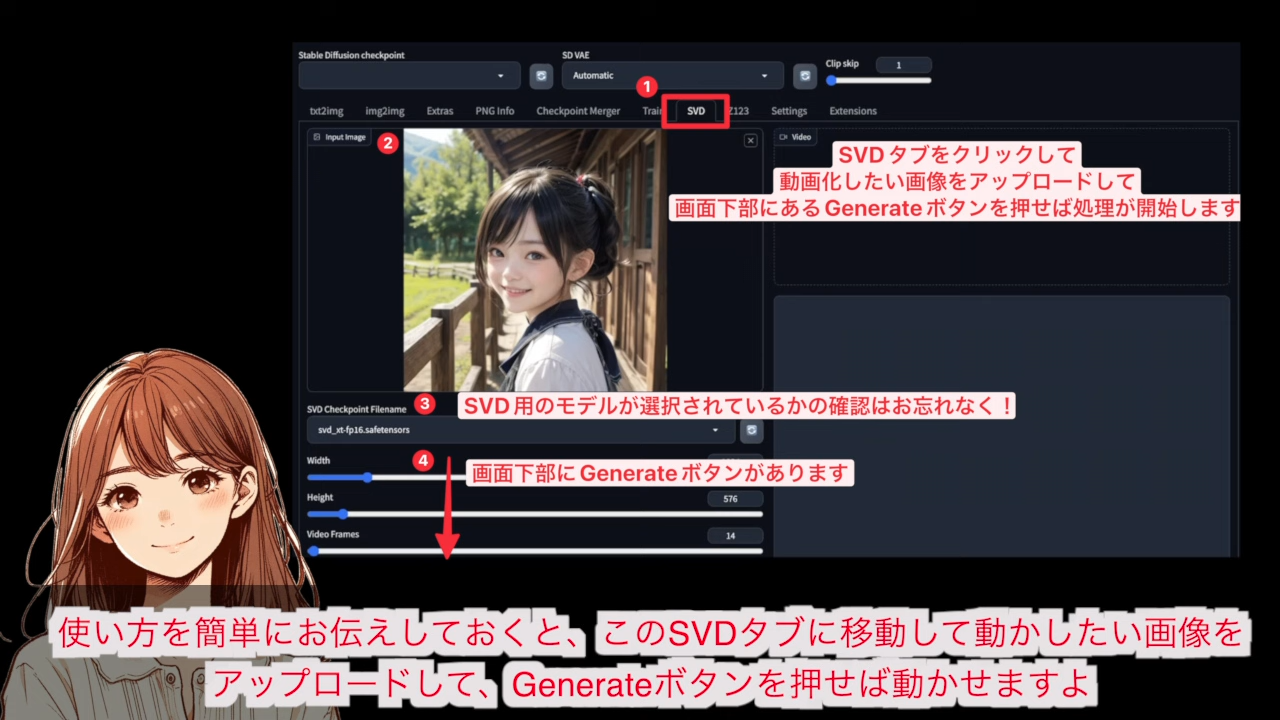 Stable Diffusion checkpoint
SD VAE
Automatic
Clip skip
1
1
txt2img img2img Extras PNG Info Checkpoint Merger Train SVD Z123 Settings Extensions
Input Image
2
Video
SVDタブをクリックして
動画化したい画像をアップロードして
画面下部にあるGenerateボタンを押せば処理が開始します
SVD Checkpoint Filename
3
SVD用のモデルが選択されているかの確認はお忘れなく！
svd_xt-fp16.safetensors
Width
4
画面下部にGenerateボタンがあります
Height
576
Video Frames
14
使い方を簡単にお伝えしておくと、このSVDタブに移動して動かしたい画像を
アップロードして、Generateボタンを押せば動かせますよ